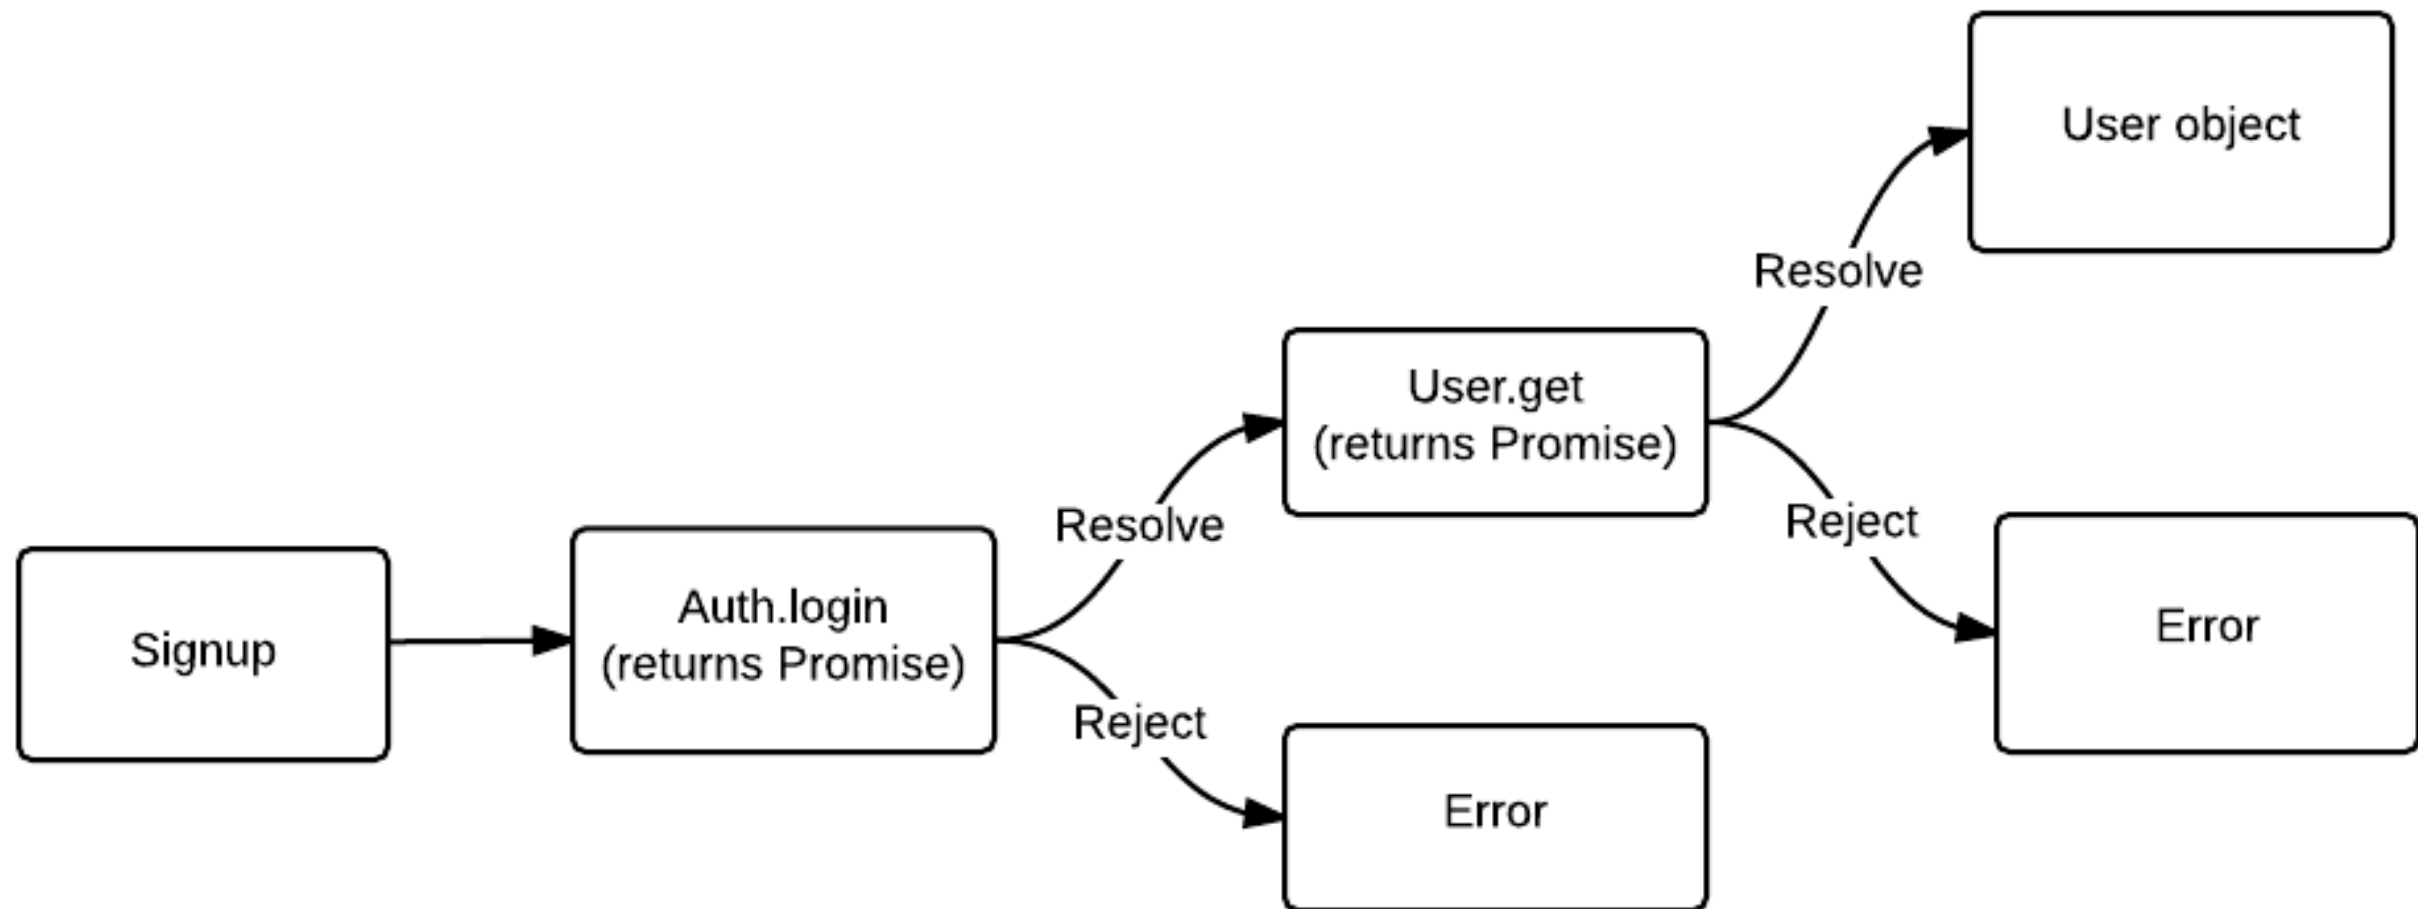 Signup
Auth.login
(returns Promise)
Resolve
Reject
User.get
(returns Promise)
Error
Resolve
Reject
User object
Error